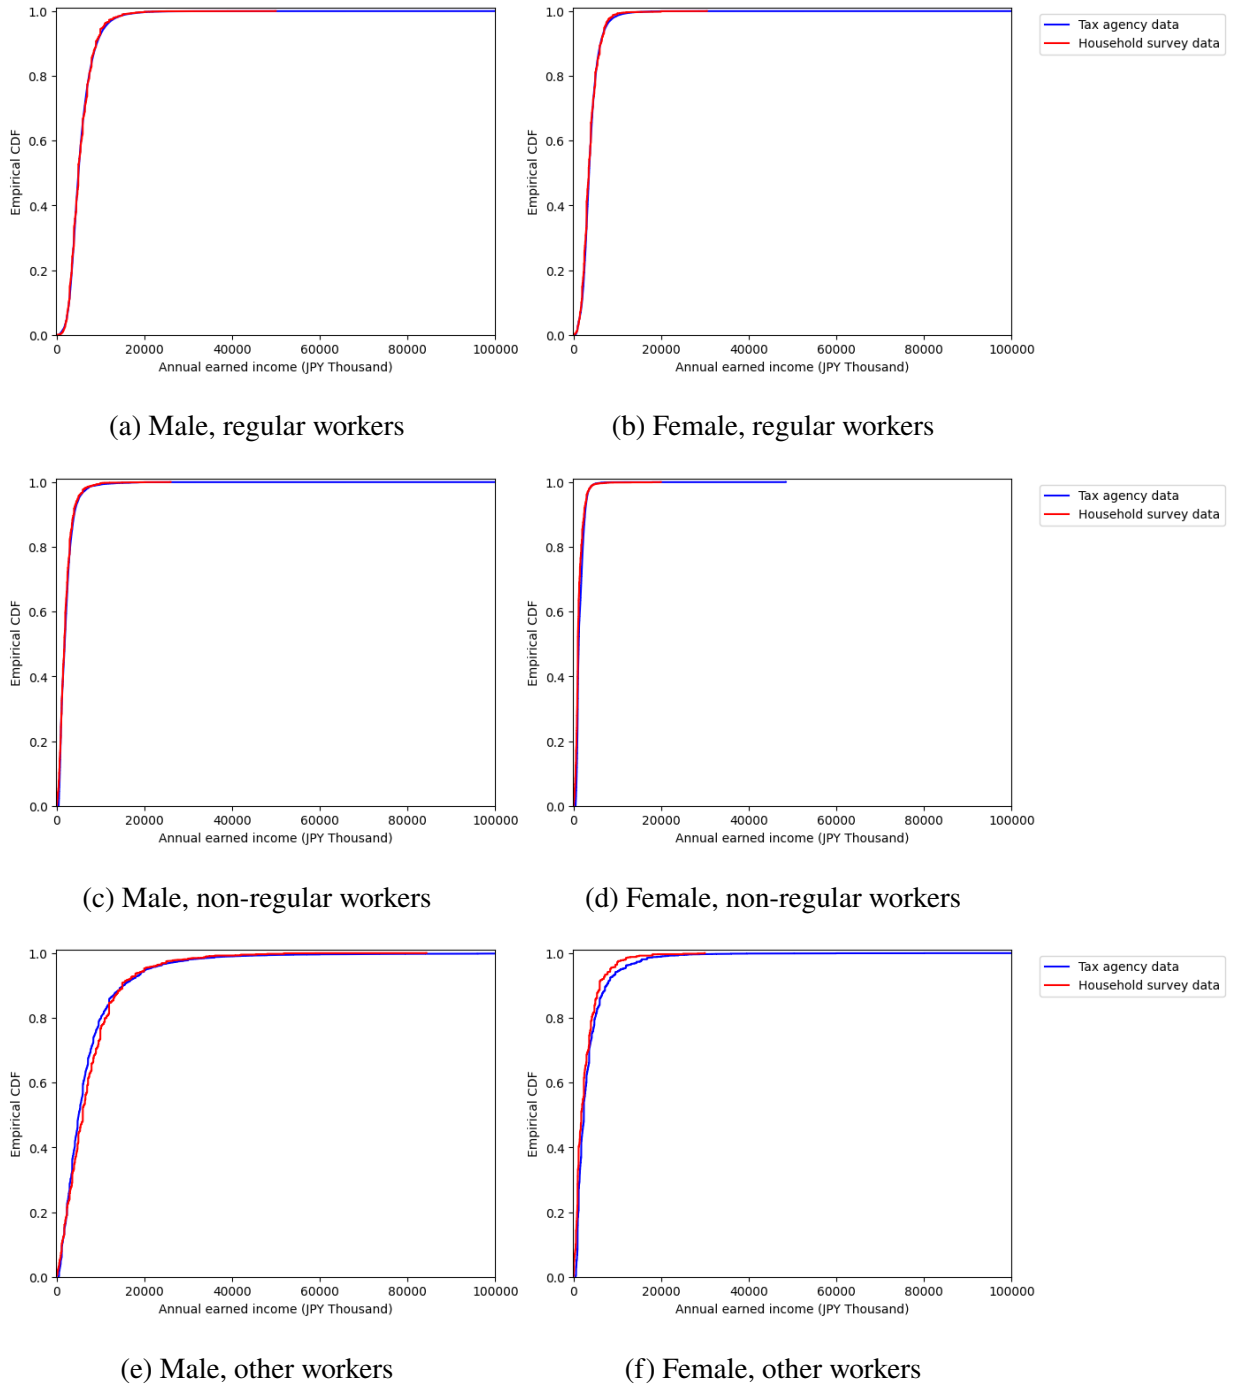 1.0
0.8
0.6
0.4
0.2
0.0
Empirical CDF
0 20000 40000 60000 80000 100000
Annual earned income (JPY Thousand)
(a) Male, regular workers
1.0
0.8
0.6
0.4
0.2
0.0
Empirical CDF
0 20000 40000 60000 80000 100000
Annual earned income (JPY Thousand)
(b) Female, regular workers
Tax agency data
Household survey data
1.0
0.8
0.6
0.4
0.2
0.0
Empirical CDF
0 20000 40000 60000 80000 100000
Annual earned income (JPY Thousand)
(c) Male, non-regular workers
1.0
0.8
0.6
0.4
0.2
0.0
Empirical CDF
0 20000 40000 60000 80000 100000
Annual earned income (JPY Thousand)
(d) Female, non-regular workers
Tax agency data
Household survey data
1.0
0.8
0.6
0.4
0.2
0.0
Empirical CDF
0 20000 40000 60000 80000 100000
Annual earned income (JPY Thousand)
(e) Male, other workers
1.0
0.8
0.6
0.4
0.2
0.0
Empirical CDF
0 20000 40000 60000 80000 100000
Annual earned income (JPY Thousand)
(f) Female, other workers
Tax agency data
Household survey data